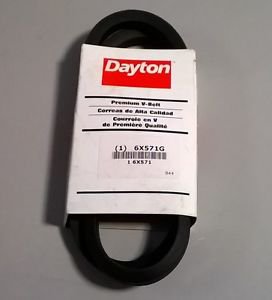 Dayton
Premium V-Belt
Correas de Alta Calidad
Courroie en V
de Première Qualité
(1) 6X571G
1 6X571
944